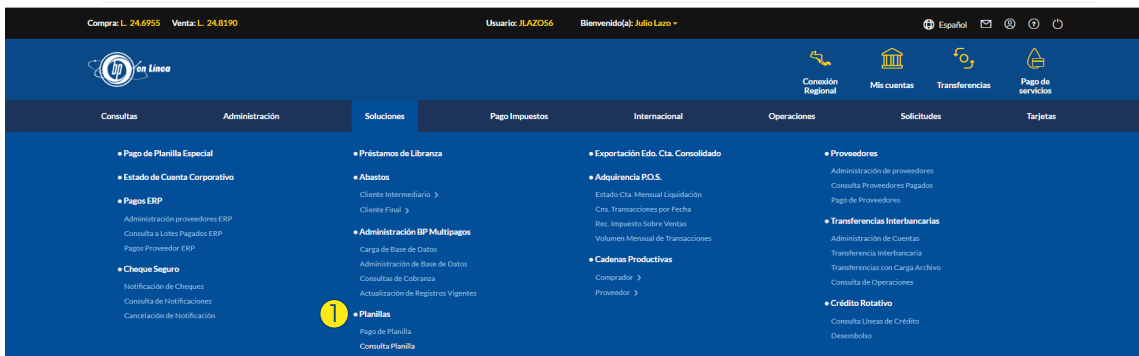 Compra: L. 24.6955 Venta: L. 24.8190 Usuario: JLAZO56 Bienvenido(a): Julio Lazo Español
bp en Línea
Conexión Regional
Mis cuentas
Transferencias
Pago de servicios
Consultas Administración Soluciones Pago Impuestos Internacional Operaciones Solicitudes Tarjetas
• Pago de Planilla Especial
• Estado de Cuenta Corporativo
• Pagos ERP
Administración proveedores ERP
Consulta a Lotes Pagados ERP
Pagos Proveedor ERP
• Cheque Seguro
Notificación de Cheques
Consulta de Notificaciones
Cancelación de Notificación
• Préstamos de Libranza
• Abastos
Cliente Intermediario >
Cliente Final >
• Administración BP Multipagos
Carga de Base de Datos
Administración de Base de Datos
Consultas de Cobranza
Actualización de Registros Vigentes
1 • Planillas
Pago de Planilla
Consulta Planilla
• Exportación Edo. Cta. Consolidado
• Adquirencia P.O.S.
Estado Cta. Mensual Liquidación
Cns. Transacciones por Fecha
Rec. Impuesto Sobre Ventas
Volumen Mensual de Transacciones
• Cadenas Productivas
Comprador >
Proveedor >
• Proveedores
Administración de proveedores
Consulta Proveedores Pagados
Pago de Proveedores
• Transferencias Interbancarias
Administración de Cuentas
Transferencia Interbancaria
Transferencias con Carga Archivo
Consulta de Operaciones
• Crédito Rotativo
Consulta Líneas de Crédito
Desembolso